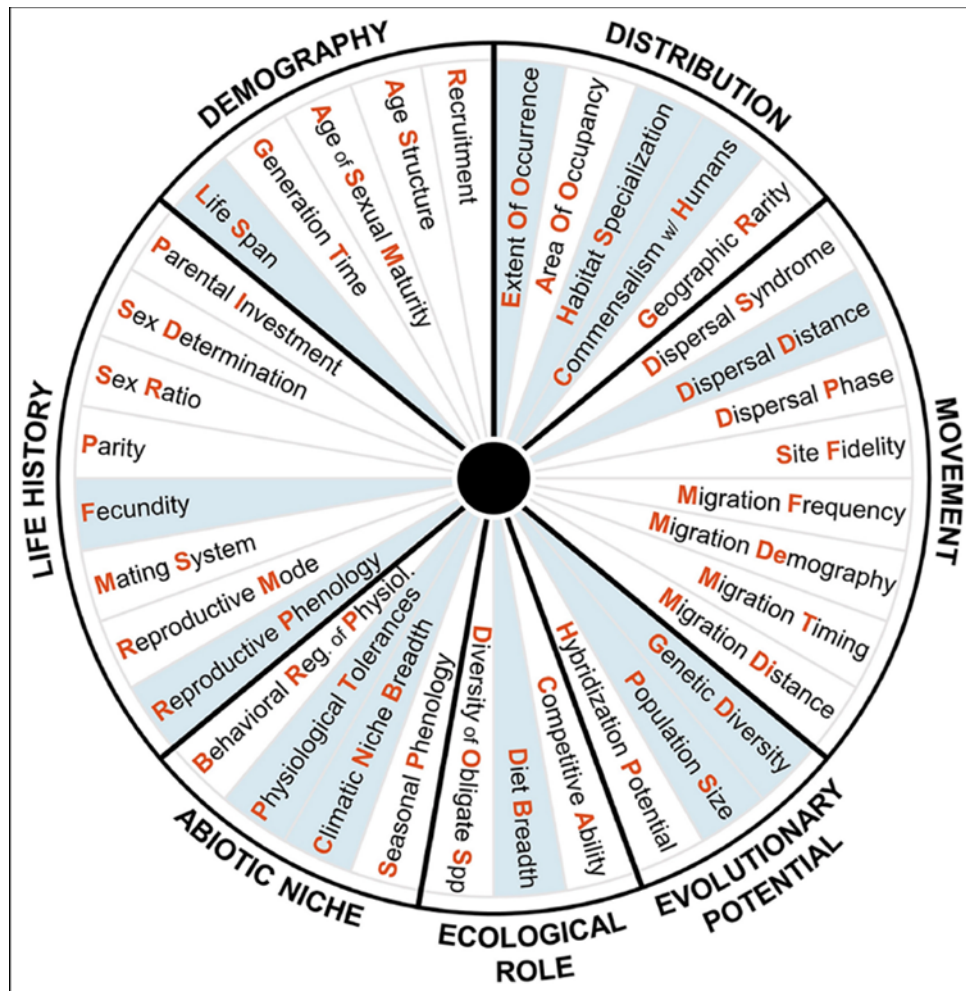 DISTRIBUTION
Extent Of Occurrence
Area Of Occupancy
Habitat Specialization
Commensalism w/ Humans
Geographic Rarity
MOVEMENT
Dispersal Syndrome
Dispersal Distance
Dispersal Phase
Site Fidelity
Migration Frequency
Migration Demography
Migration Timing
Migration Distance
EVOLUTIONARY
POTENTIAL
Genetic Diversity
Population Size
Hybridization Potential
ECOLOGICAL
ROLE
Competitive Ability
Diet Breadth
Diversity of Obligate Spp
ABIOTIC NICHE
Seasonal Phenology
Climatic Niche Breadth
Physiological Tolerances
Behavioral Reg. of Physiol.
LIFE HISTORY
Reproductive Phenology
Reproductive Mode
Mating System
Fecundity
Parity
Sex Ratio
Sex Determination
Parental Investment
DEMOGRAPHY
Life Span
Generation Time
Age of Sexual Maturity
Age Structure
Recruitment